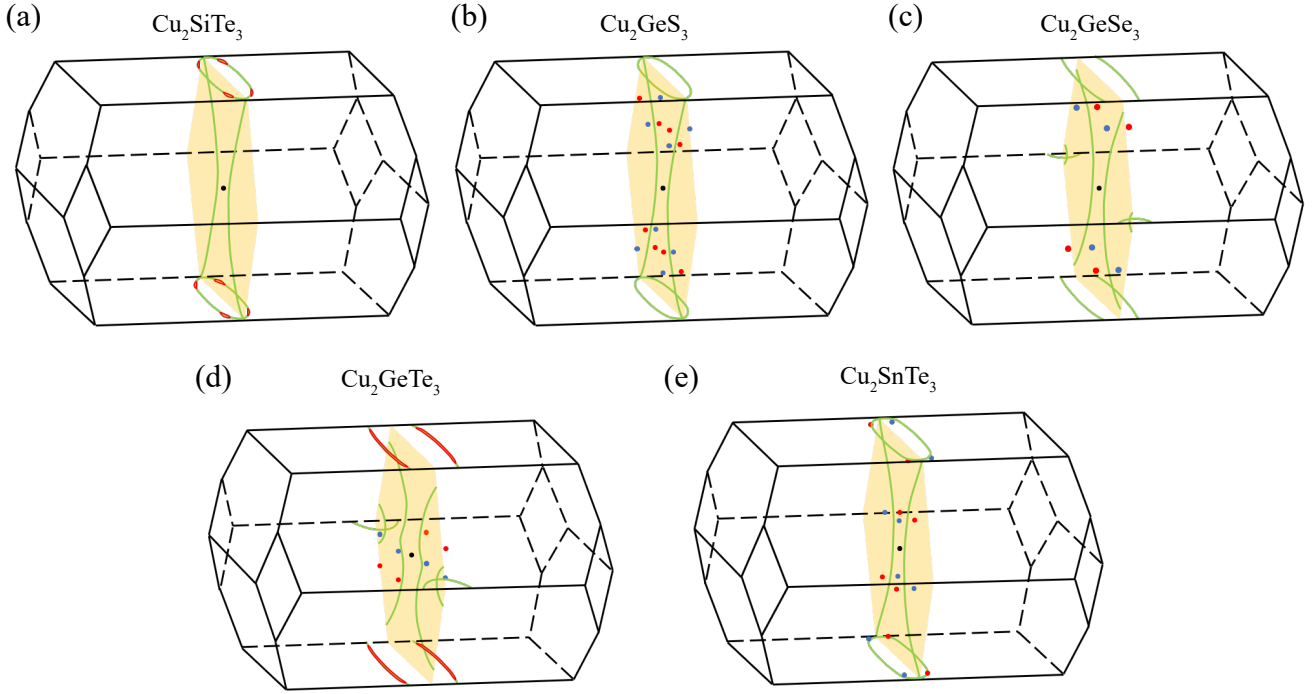 (a) Cu₂SiTe₃
(b) Cu₂GeS₃
(c) Cu₂GeSe₃
(d) Cu₂GeTe₃
(e) Cu₂SnTe₃